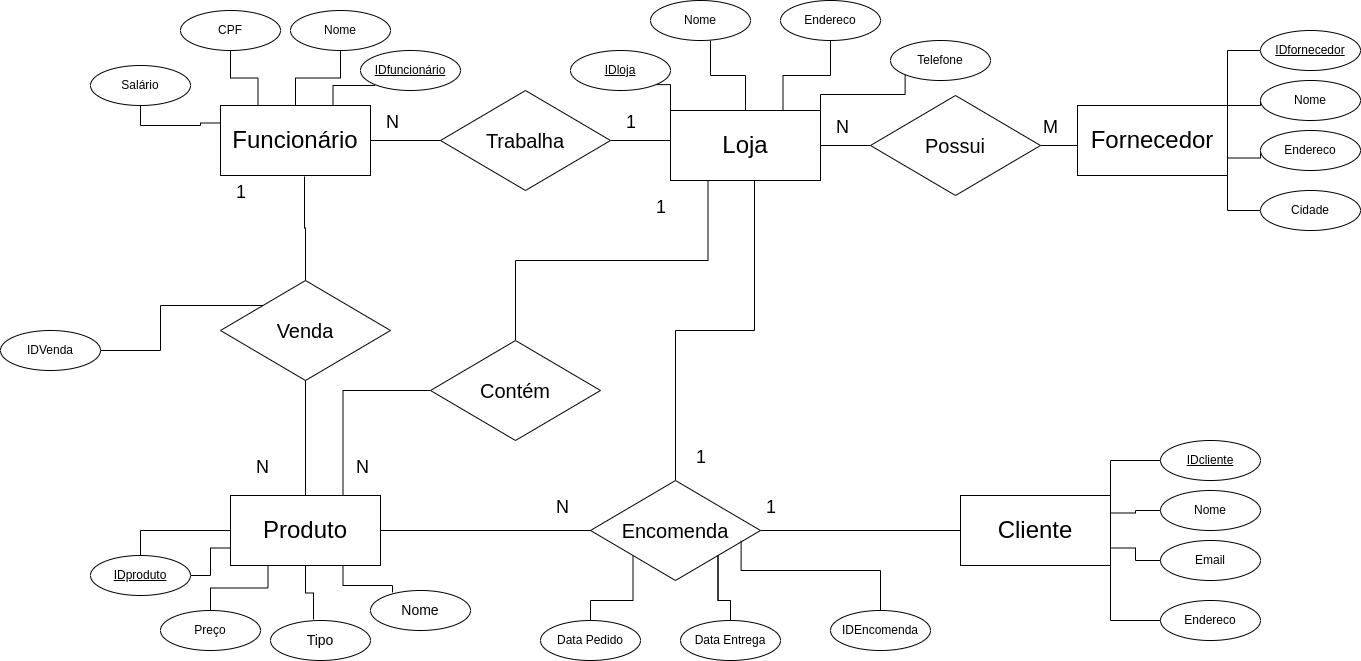 CPF
Nome
Salário
IDfuncionário
Funcionário
N
Trabalha
1
IDloja
Nome
Endereco
Telefone
Loja
N
Possui
M
Fornecedor
IDfornecedor
Nome
Endereco
Cidade
1
1
Venda
IDVenda
Contém
N
N
1
Produto
N
Encomenda
1
Cliente
IDcliente
Nome
Email
Endereco
IDproduto
Preço
Tipo
Nome
Data Pedido
Data Entrega
IDEncomenda